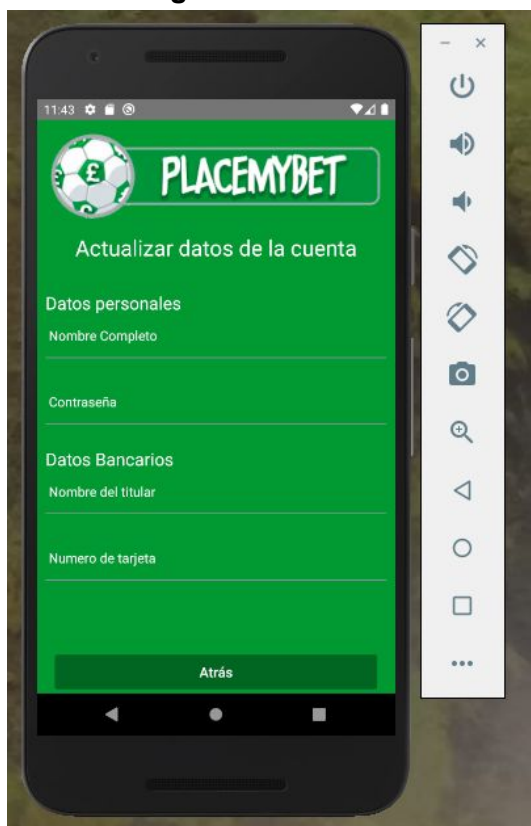 11:43
£
PLACEMYBET
Actualizar datos de la cuenta
Datos personales
Nombre Completo
Contraseña
Datos Bancarios
Nombre del titular
Numero de tarjeta
Atrás